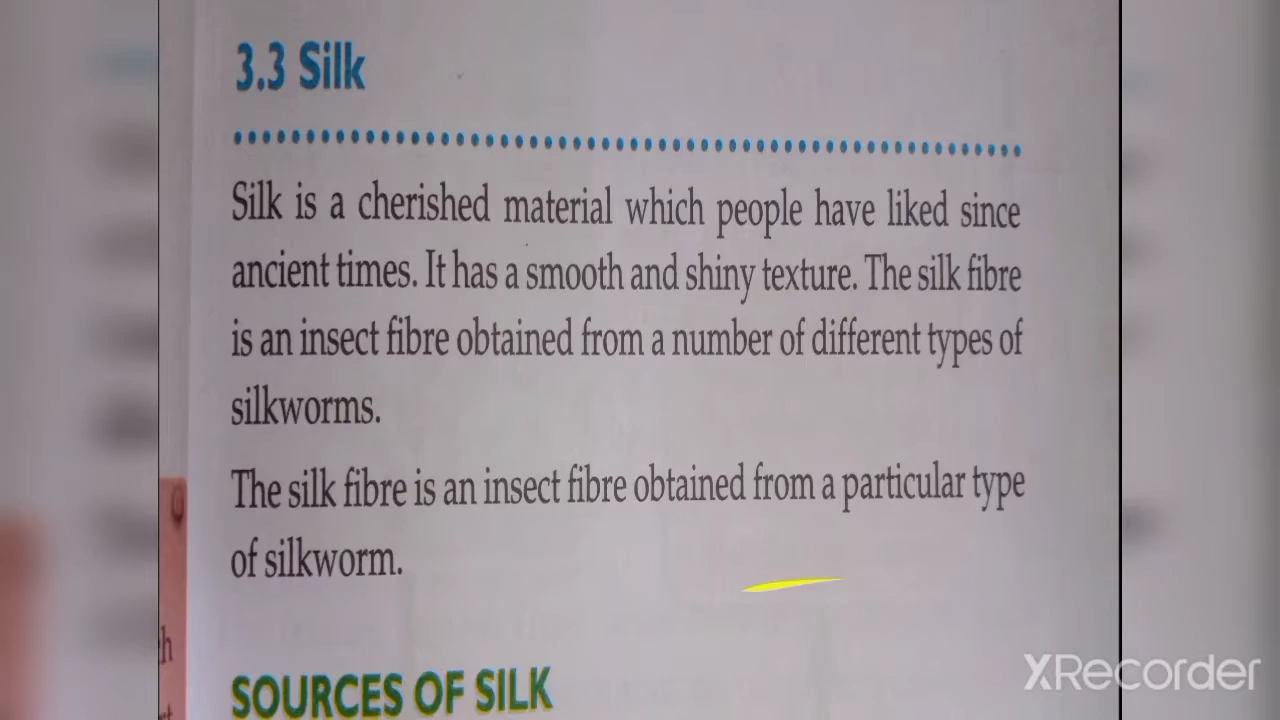 3.3 Silk
Silk is a cherished material which people have liked since
ancient times. It has a smooth and shiny texture. The silk fibre
is an insect fibre obtained from a number of different types of
silkworms.
The silk fibre is an insect fibre obtained from a particular type
of silkworm.
SOURCES OF SILK
XRecorder